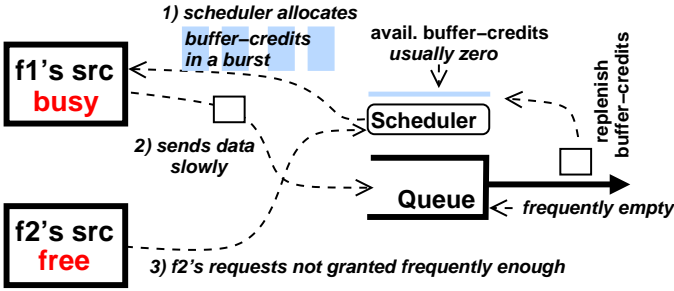 1) scheduler allocates
buffer–credits
in a burst
avail. buffer–credits
usually zero
f1's src
busy
Scheduler
replenish
buffer–credits
2) sends data
slowly
Queue
frequently empty
f2's src
free
3) f2's requests not granted frequently enough